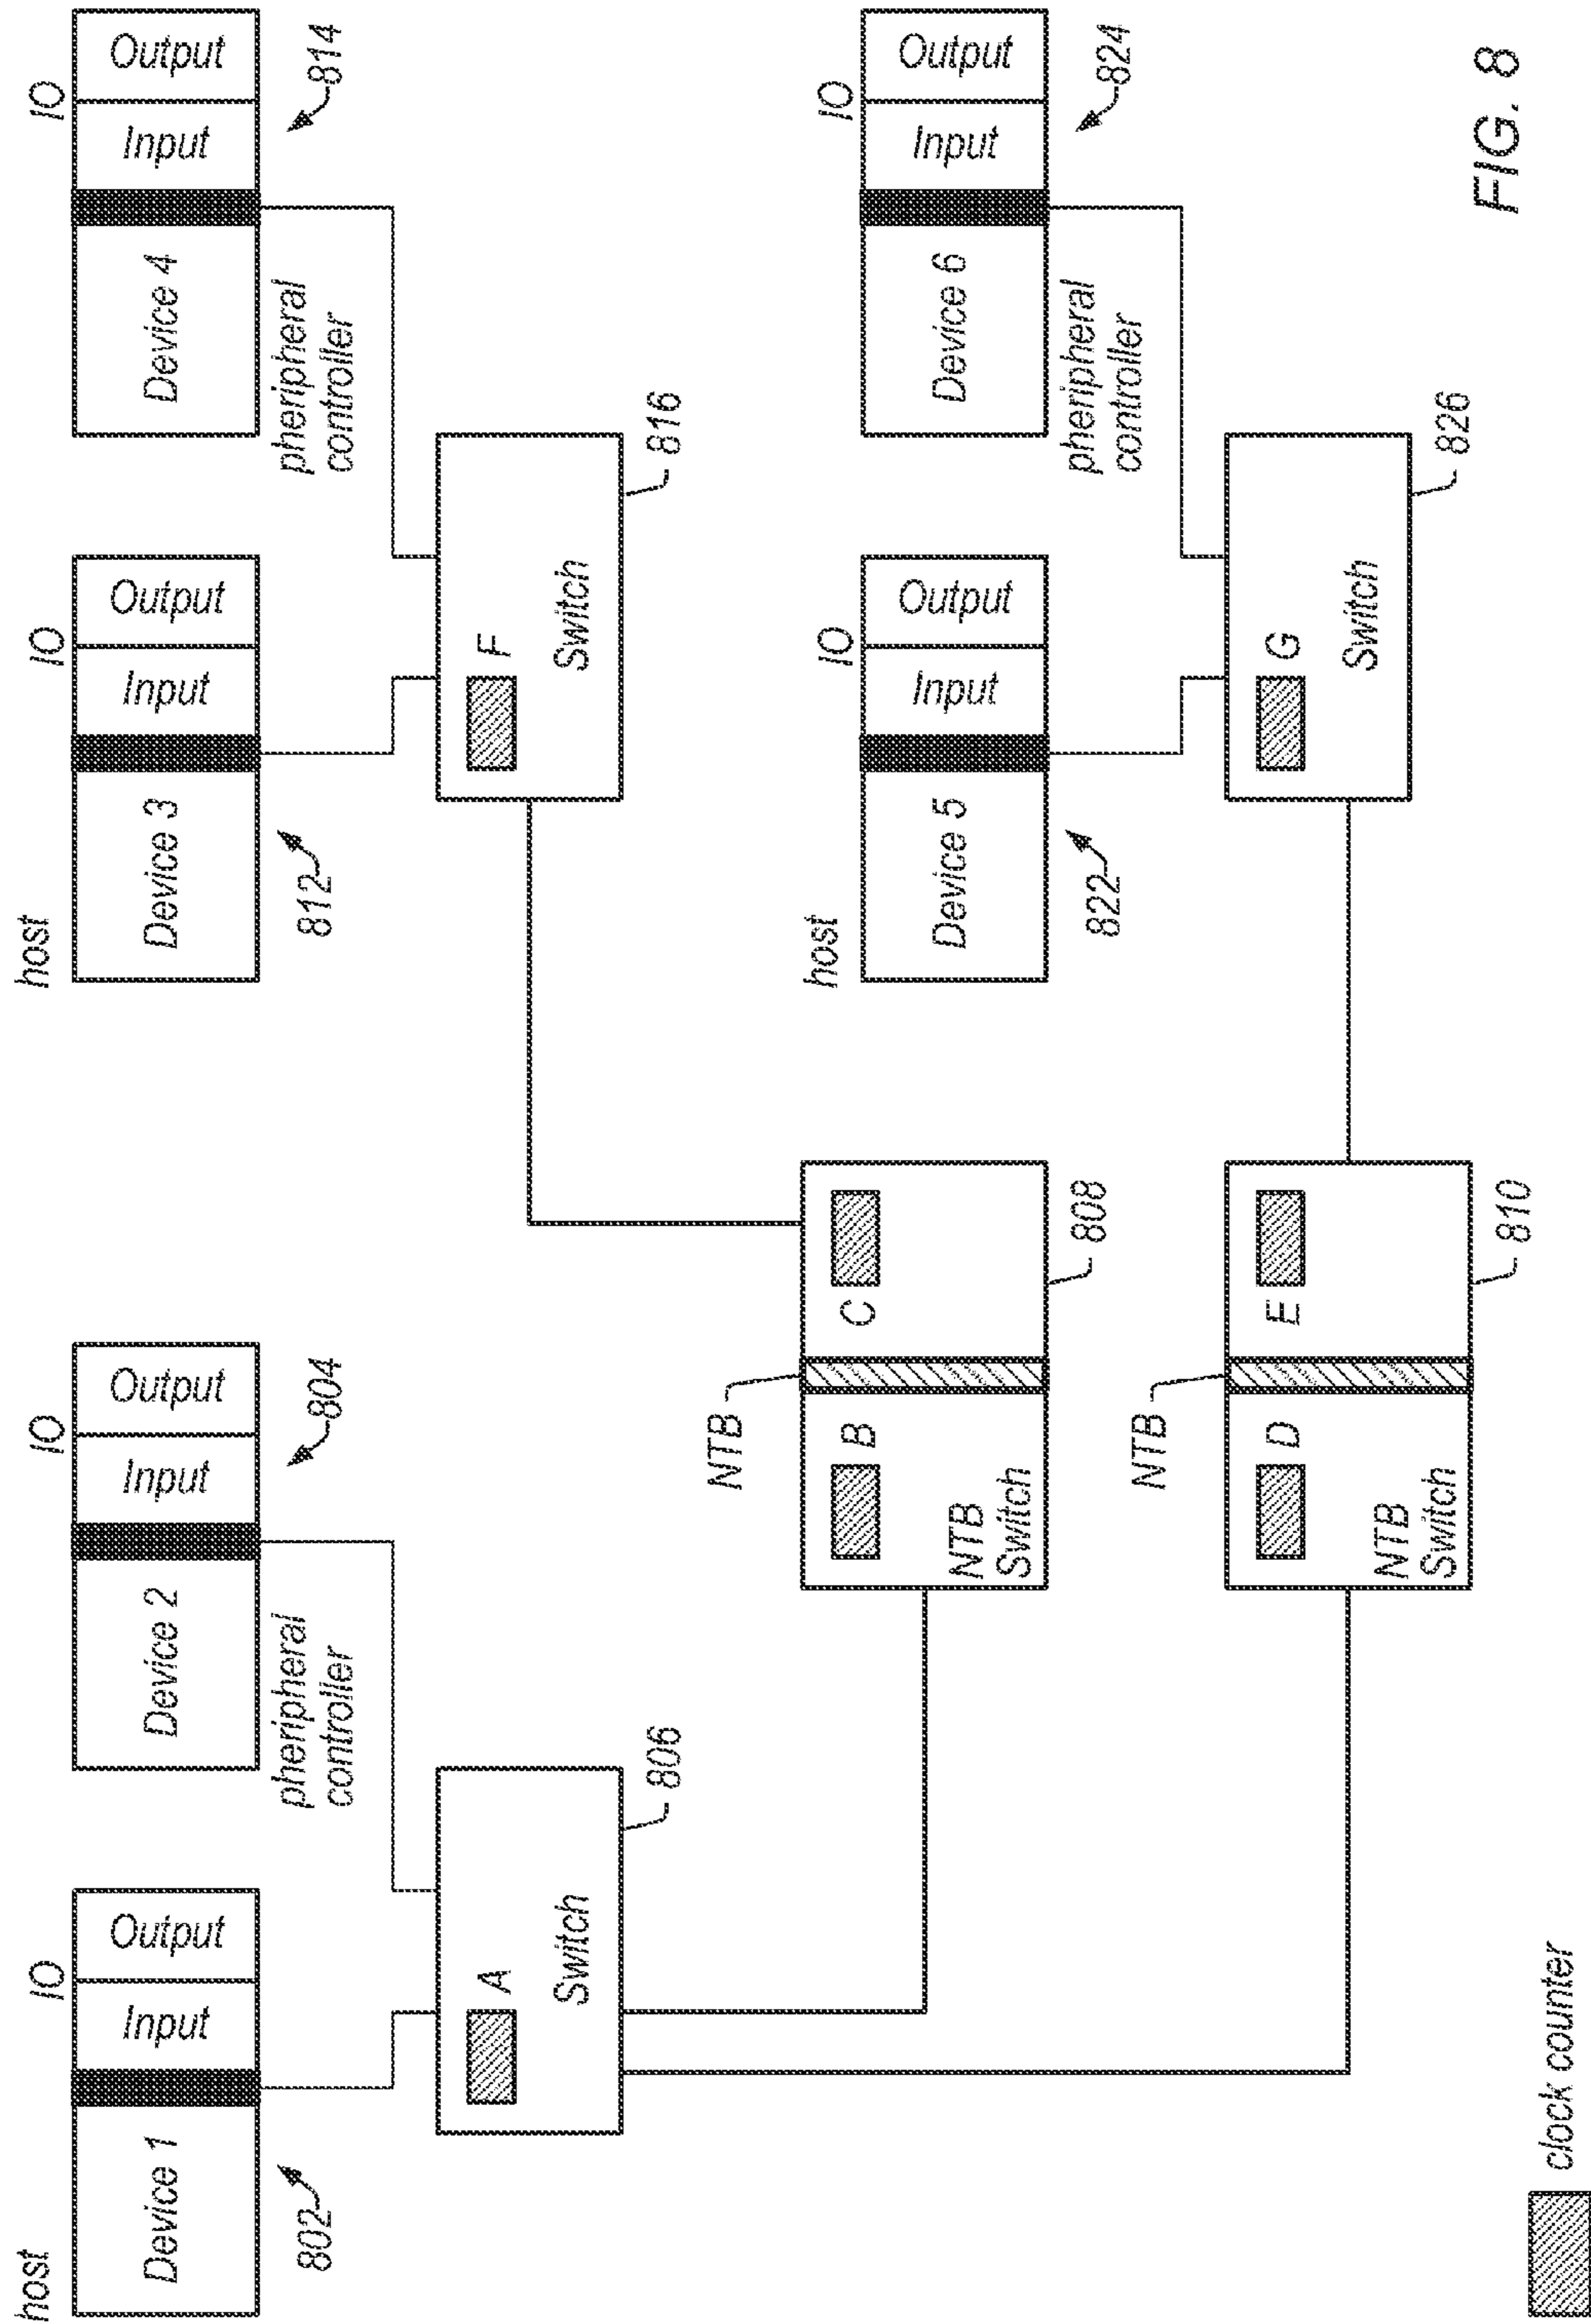 host
IO
Device 1
Input
Output
802
IO
Device 2
Input
Output
pheripheral
controller
804
host
IO
Device 3
Input
Output
812
IO
Device 4
Input
Output
pheripheral
controller
814
A
Switch
806
F
Switch
816
NTB
B
C
NTB
Switch
808
host
IO
Device 5
Input
Output
822
IO
Device 6
Input
Output
pheripheral
controller
824
NTB
D
E
NTB
Switch
810
G
Switch
826
clock counter
FIG. 8